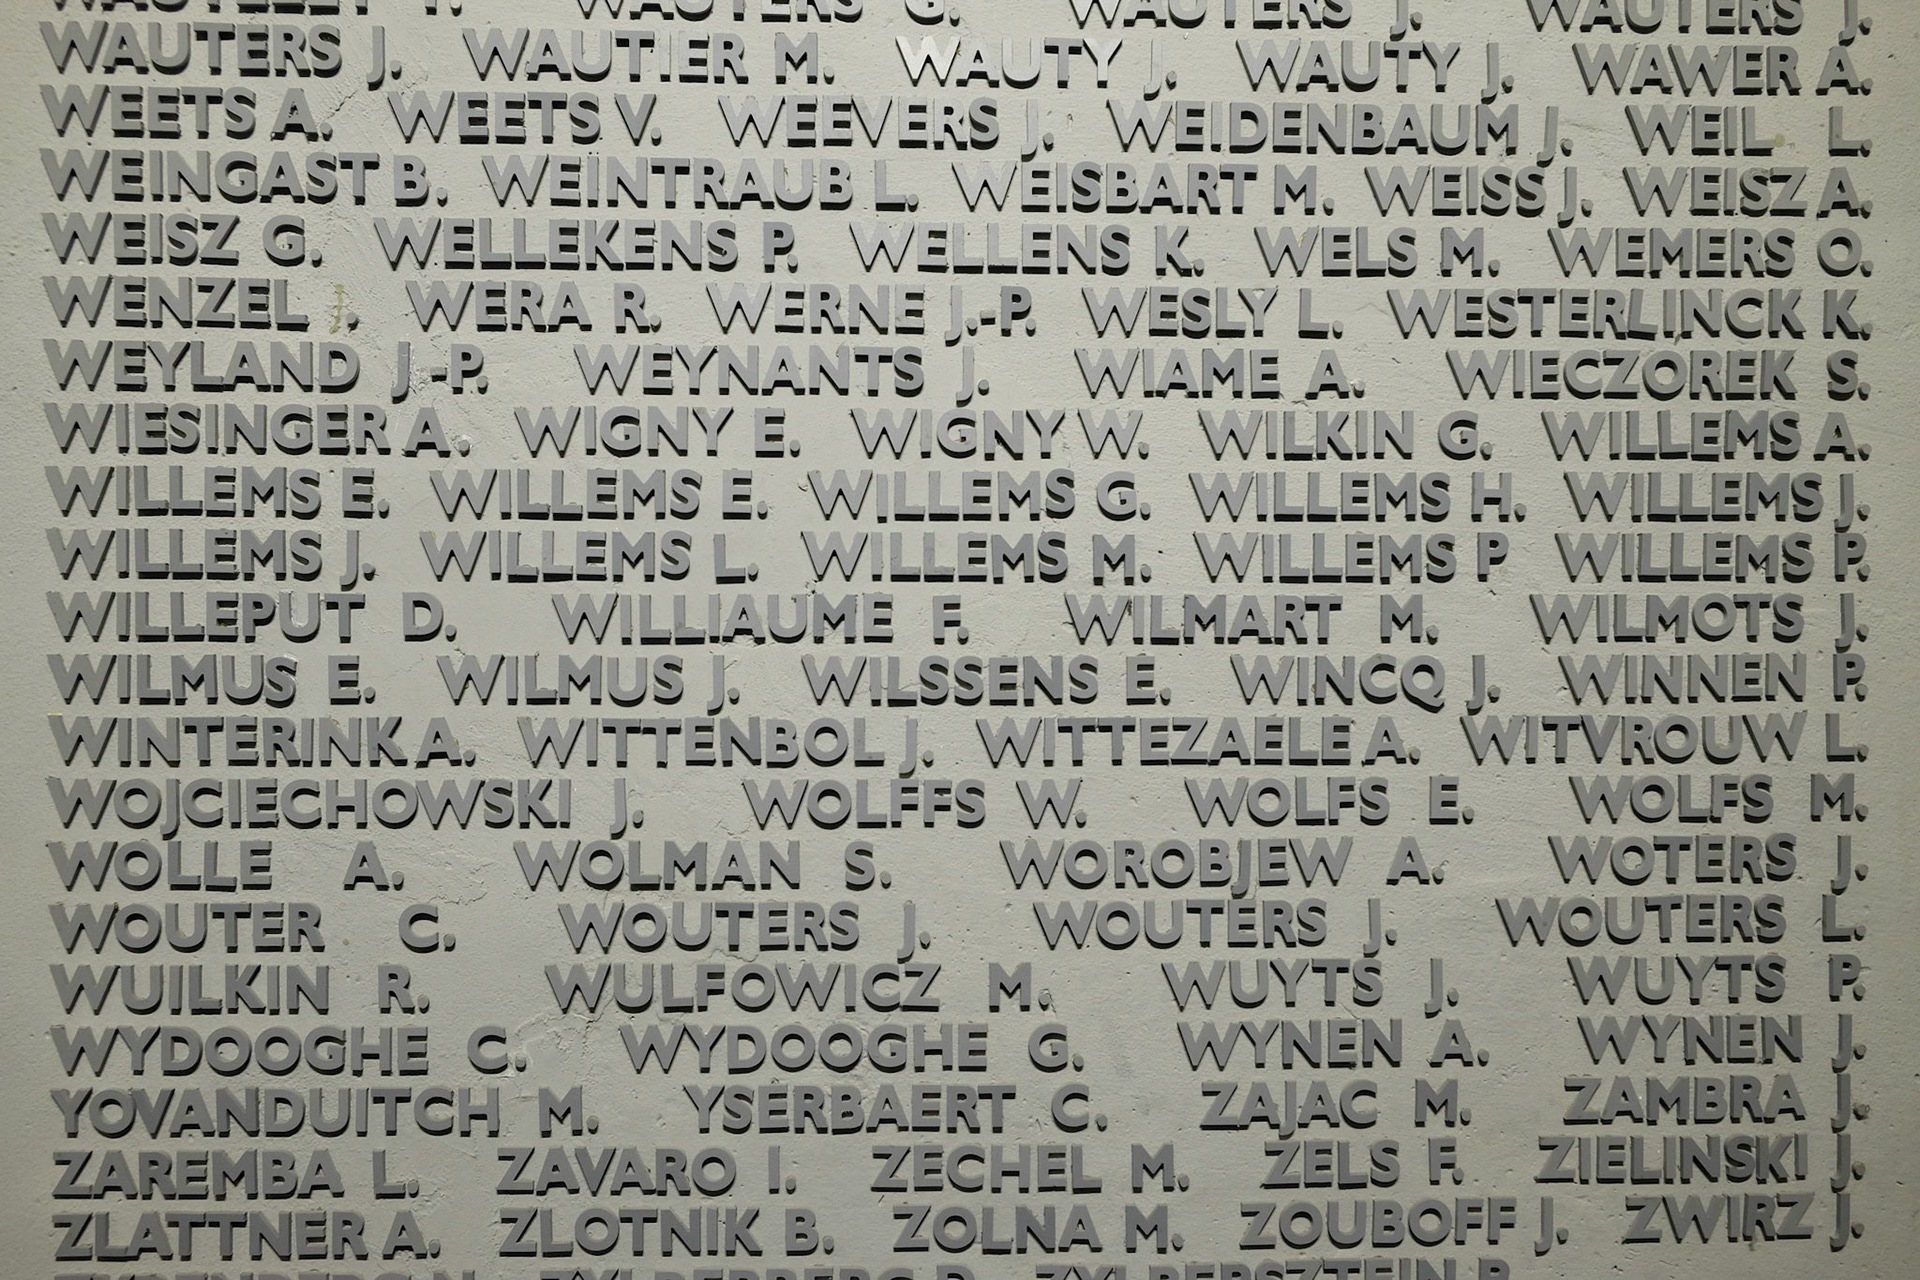 WAUTERS G. WAUTERS J. WAUTERS J.
WAUTERS J. WAUTIER M. WAUTY J. WAUTY J. WAWER A.
WEETS A. WEETS V. WEEVERS J. WEIDENBAUM J. WEIL L.
WEINGAST B. WEINTRAUB L. WEISBART M. WEISS J. WEISZ A.
WEISZ G. WELLEKENS P. WELLENS K. WELS M. WEMERS O.
WENZEL . WERA R. WERNE J.-P. WESLY L. WESTERLINCK K.
WEYLAND J-P. WEYNANTS J. WIAME A. WIECZOREK S.
WIESINGER A. WIGNY E. WIGNY W. WILKIN G. WILLEMS A.
WILLEMS E. WILLEMS E. WILLEMS G. WILLEMS H. WILLEMS J.
WILLEMS J. WILLEMS L. WILLEMS M. WILLEMS P WILLEMS P.
WILLEPUT D. WILLIAUME F. WILMART M. WILMOTS J.
WILMUS E. WILMUS J. WILSSENS E. WINCQ J. WINNEN P.
WINTERINK A. WITTENBOL J. WITTEZAELE A. WITVROUW L.
WOJCIECHOWSKI J. WOLFFS W. WOLFS E. WOLFS M.
WOLLE A. WOLMAN S. WOROBJEW A. WOTERS J.
WOUTER C. WOUTERS J. WOUTERS J. WOUTERS L.
WUILKIN R. WULFOWICZ M. WUYTS J. WUYTS P.
WYDOOGHE C. WYDOOGHE G. WYNEN A. WYNEN J.
YOVANDUITCH M. YSERBAERT C. ZAJAC M. ZAMBRA J.
ZAREMBA L. ZAVARO I. ZECHEL M. ZELS F. ZIELINSKI J.
ZLATTNER A. ZLOTNIK B. ZOLNA M. ZOUBOFF J. ZWIRZ J.